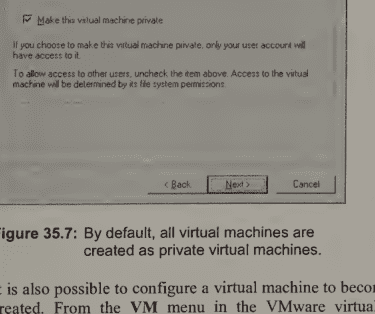 Make this virtual machine private
If you choose to make this virtual machine private, only your user account will
have access to it.
To allow access to other users, uncheck the item above. Access to the virtual
machine will be determined by its file system permissions.
< Back
Next >
Cancel
igure 35.7: By default, all virtual machines are
created as private virtual machines.
t is also possible to configure a virtual machine to becor
reated. From the VM menu in the VMware virtual